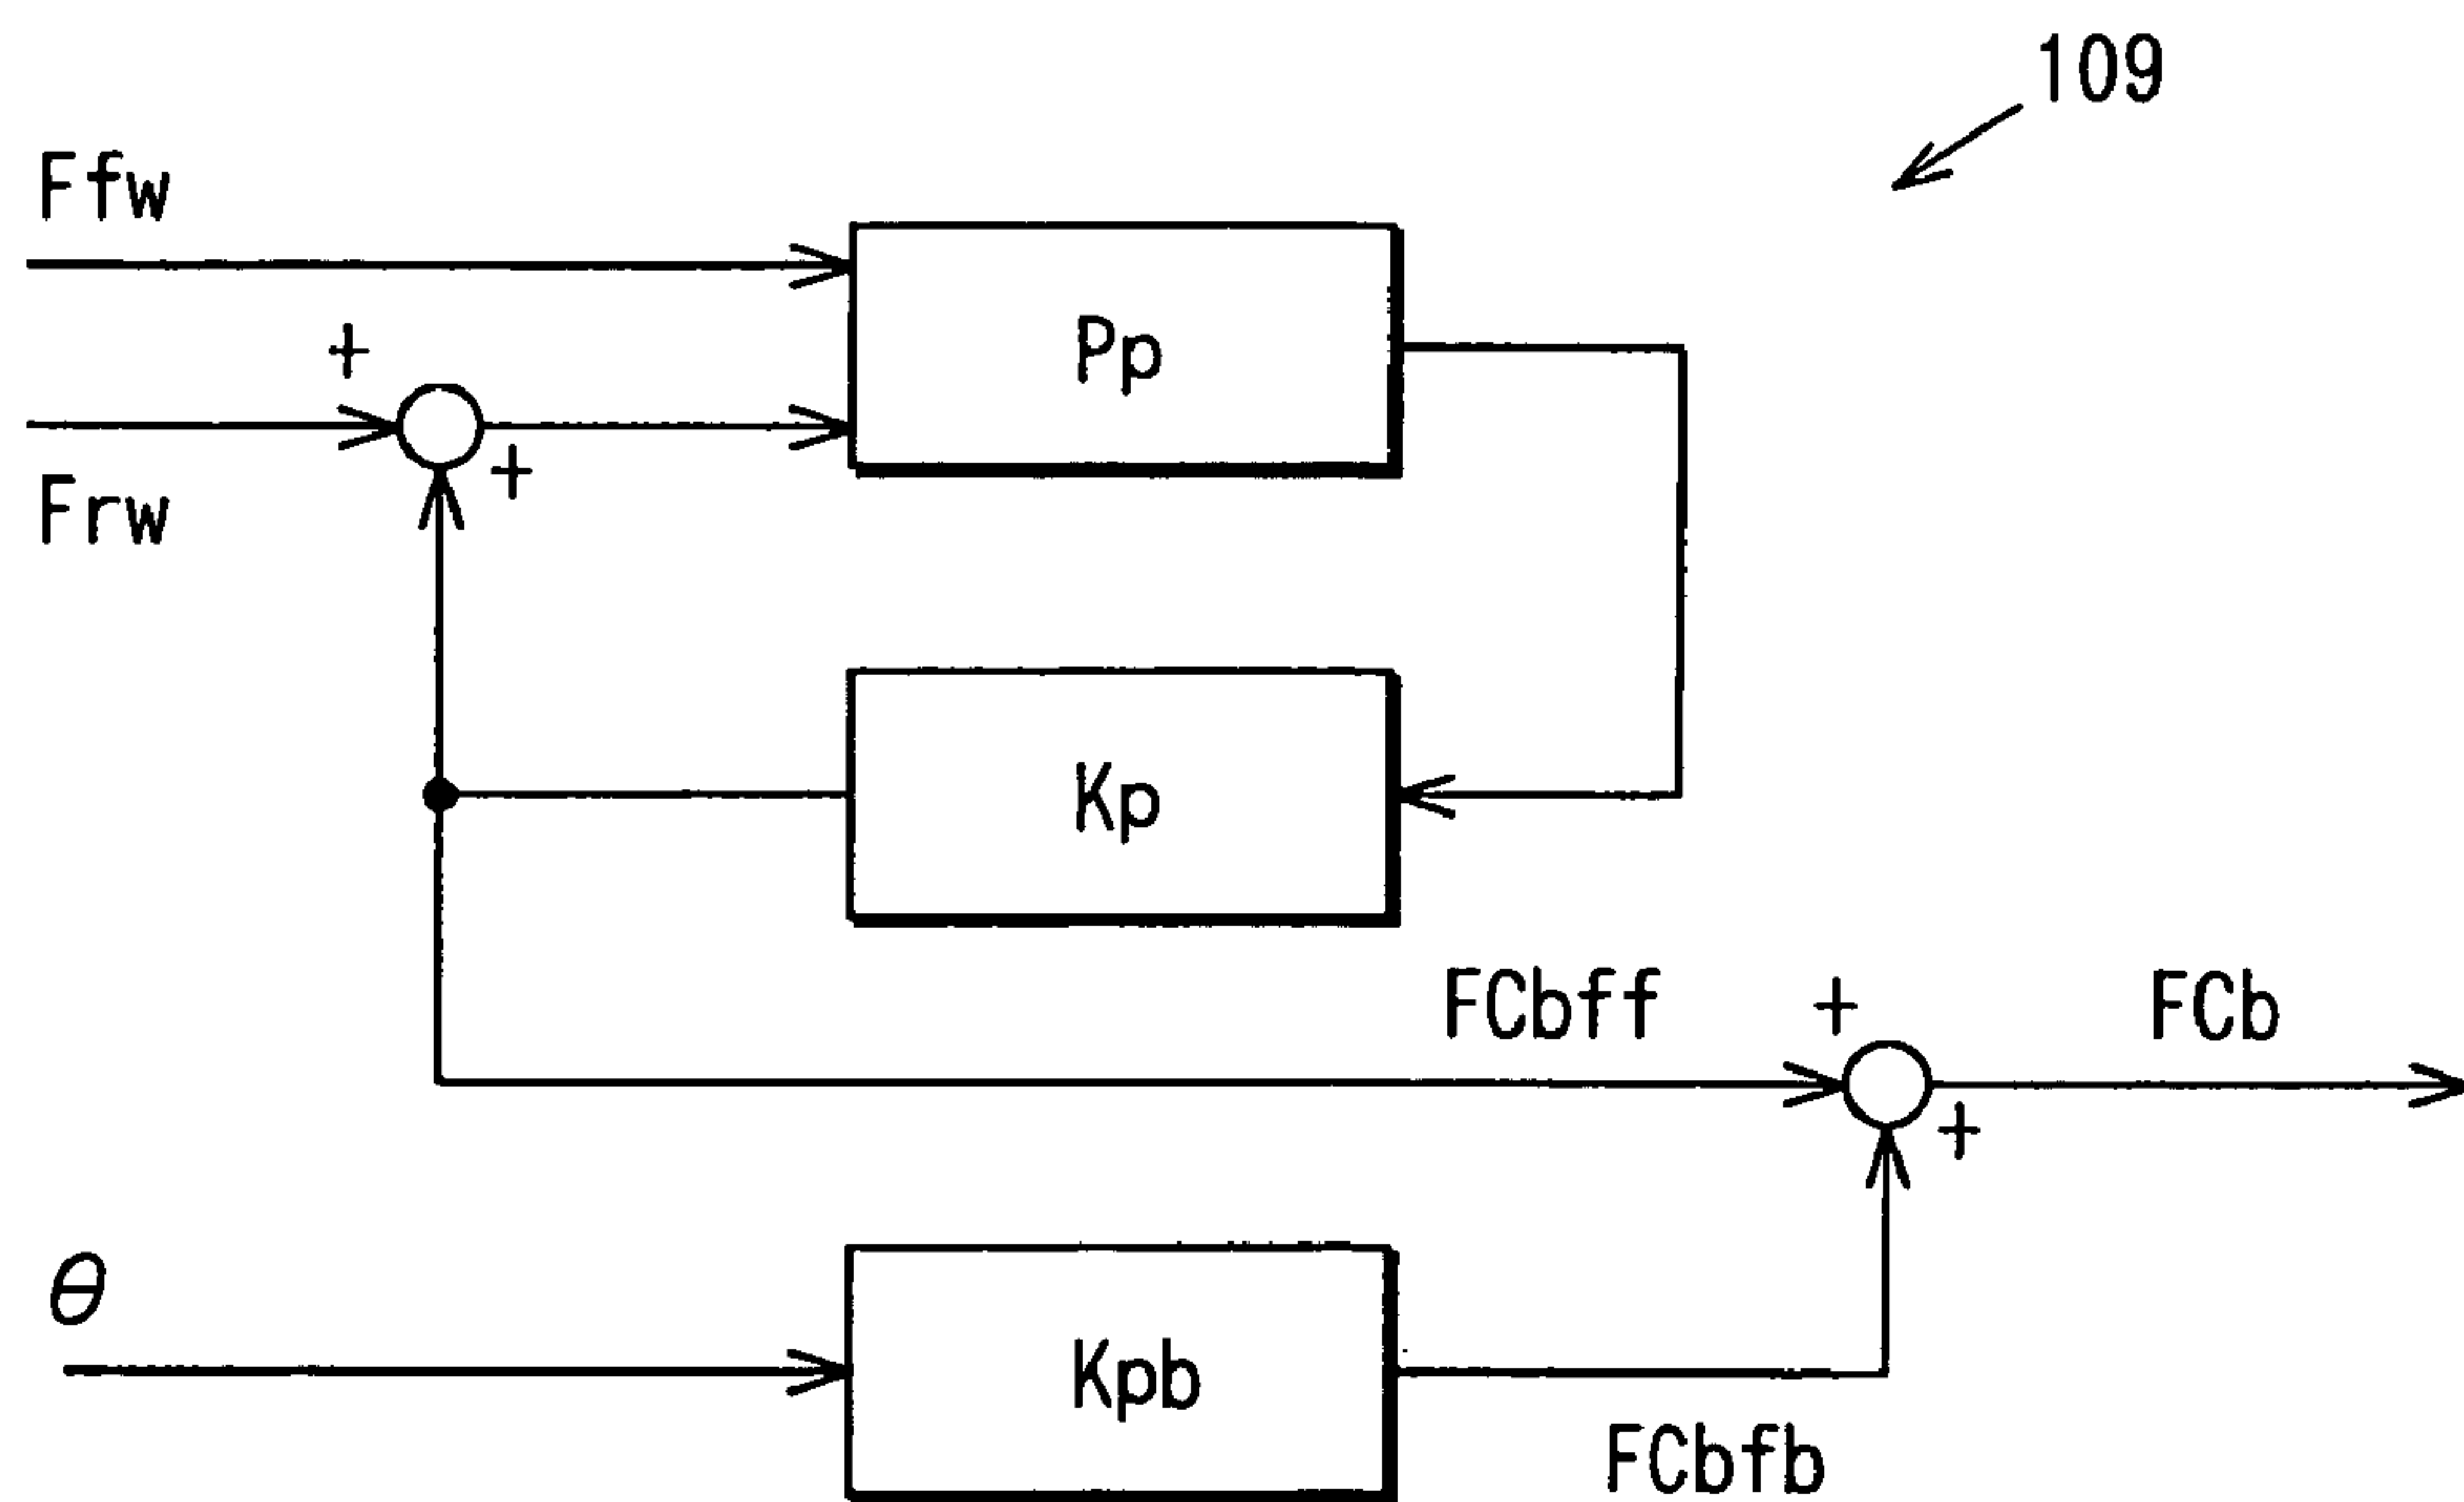 109
Ffw
Pp
+
+
Frw
Kp
FCbff
+
FCb
+
θ
Kpb
FCbfb